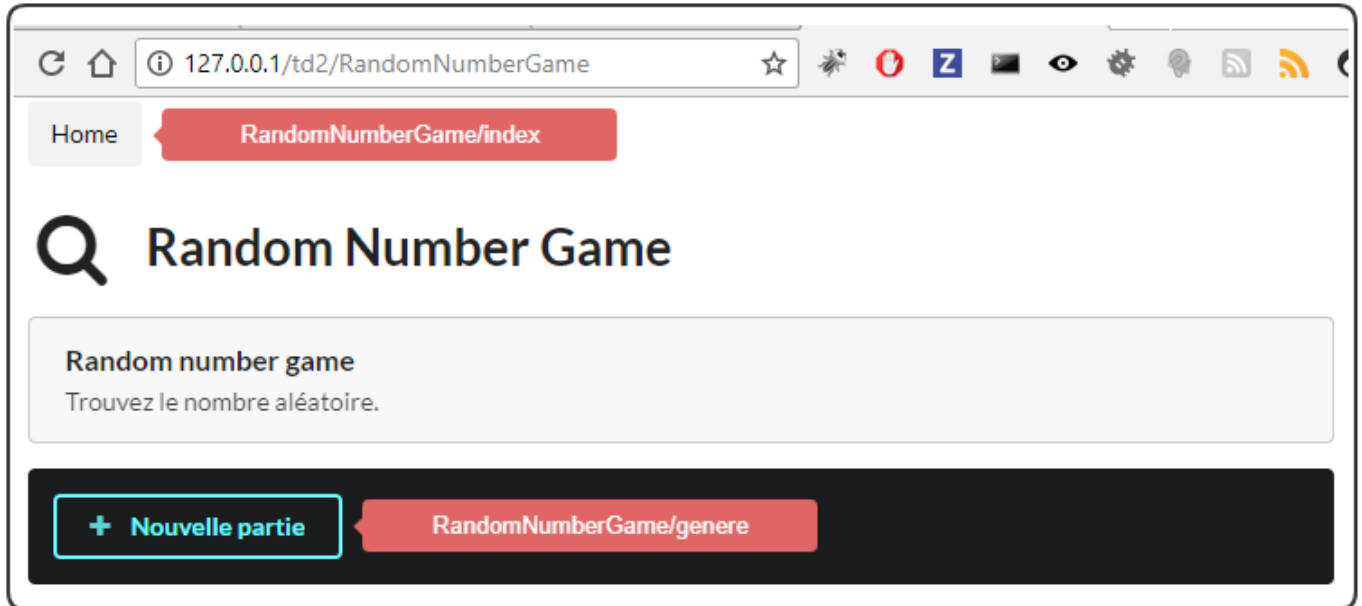 127.0.0.1/td2/RandomNumberGame
Z
Home
RandomNumberGame/index
Random Number Game
Random number game
Trouvez le nombre aléatoire.
Nouvelle partie
RandomNumberGame/genere